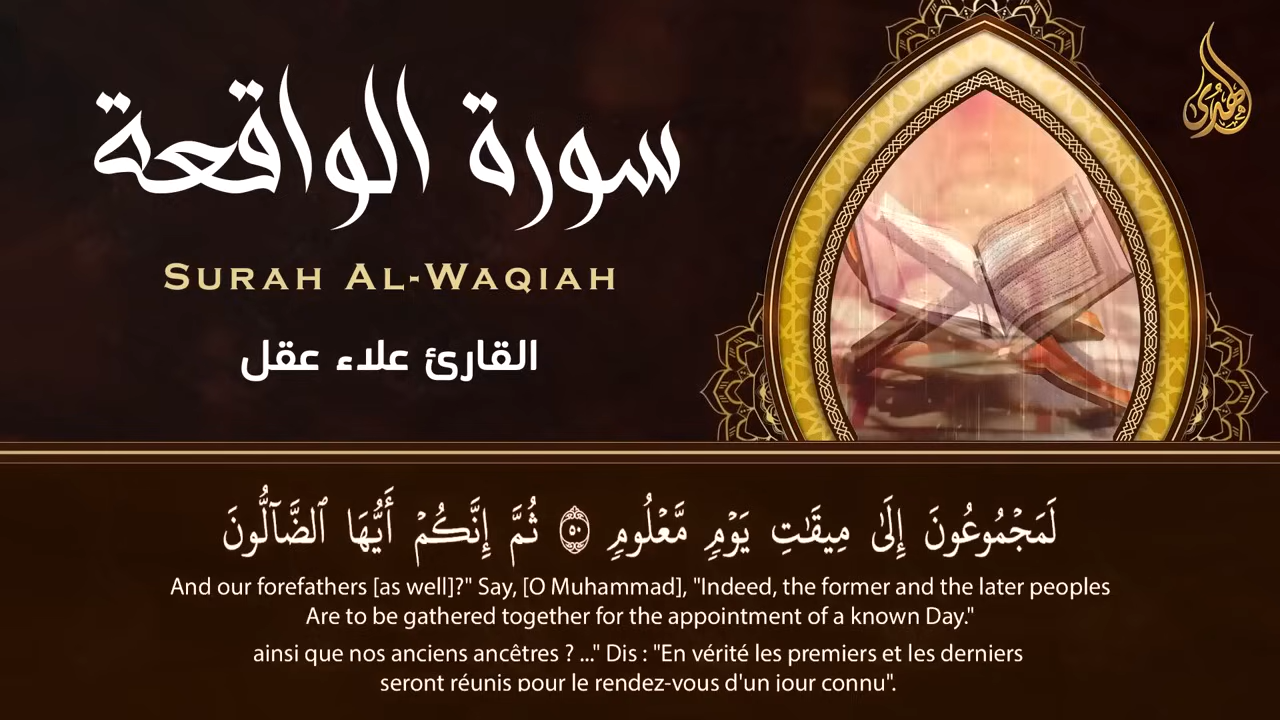 سورة الواقعة
SURAH AL-WAQIAH
القارئ علاء عقل
هدى
لَمَجْمُوعُونَ إِلَىٰ مِيقَـٰتِ يَوْمٍ مَّعْلُومٍ ٥٠ ثُمَّ إِنَّكُمْ أَيُّهَا ٱلضَّآلُّونَ
And our forefathers [as well]?" Say, [O Muhammad], "Indeed, the former and the later peoples
Are to be gathered together for the appointment of a known Day."
ainsi que nos anciens ancêtres ? ..." Dis : "En vérité les premiers et les derniers
seront réunis pour le rendez-vous d'un jour connu".